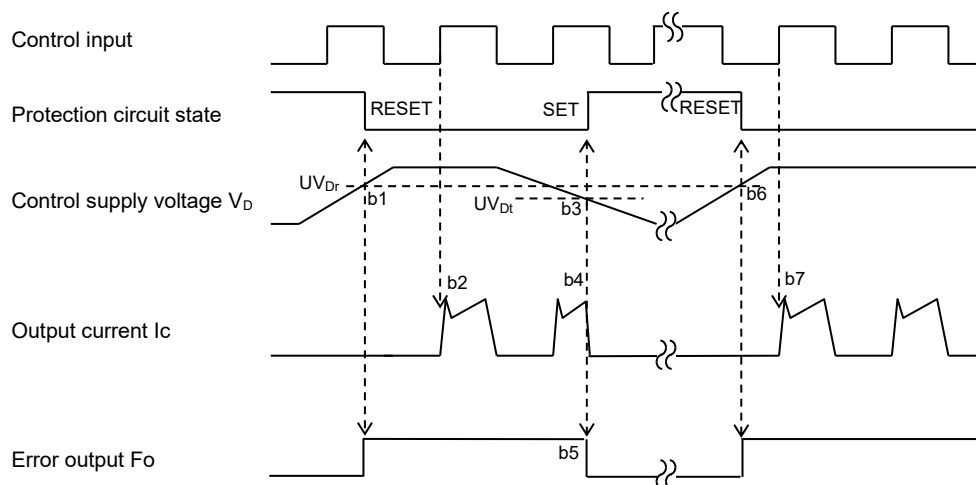 Control input
Protection circuit state
RESET
SET
RESET
Control supply voltage VD
UVDr
b1
UVDt
b3
b6
Output current Ic
b2
b4
b7
Error output Fo
b5